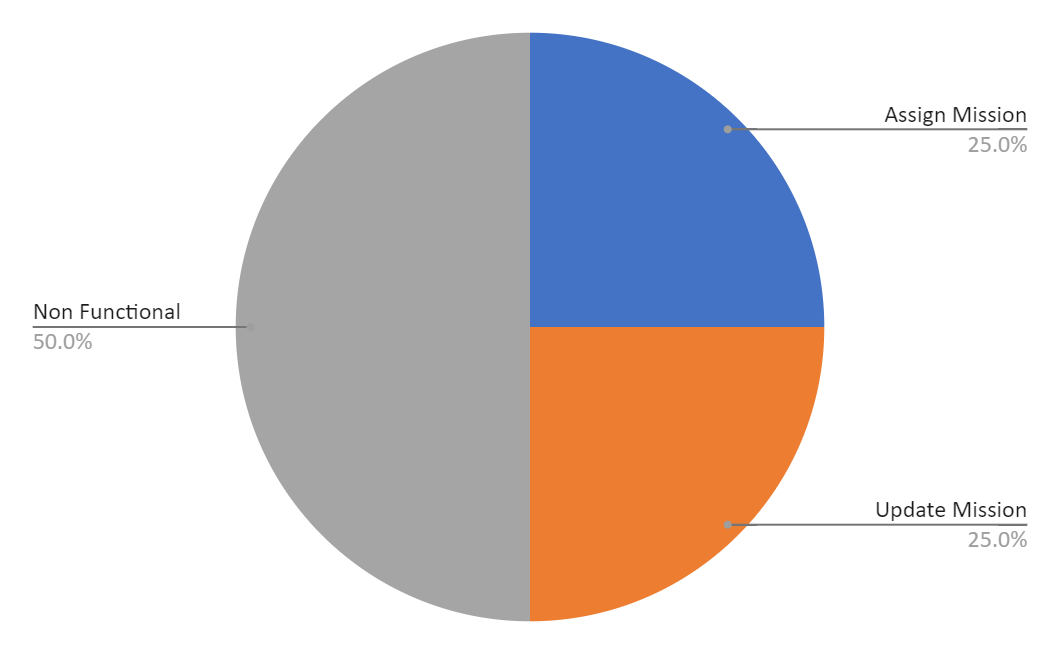 Assign Mission
25.0%
Non Functional
50.0%
Update Mission
25.0%